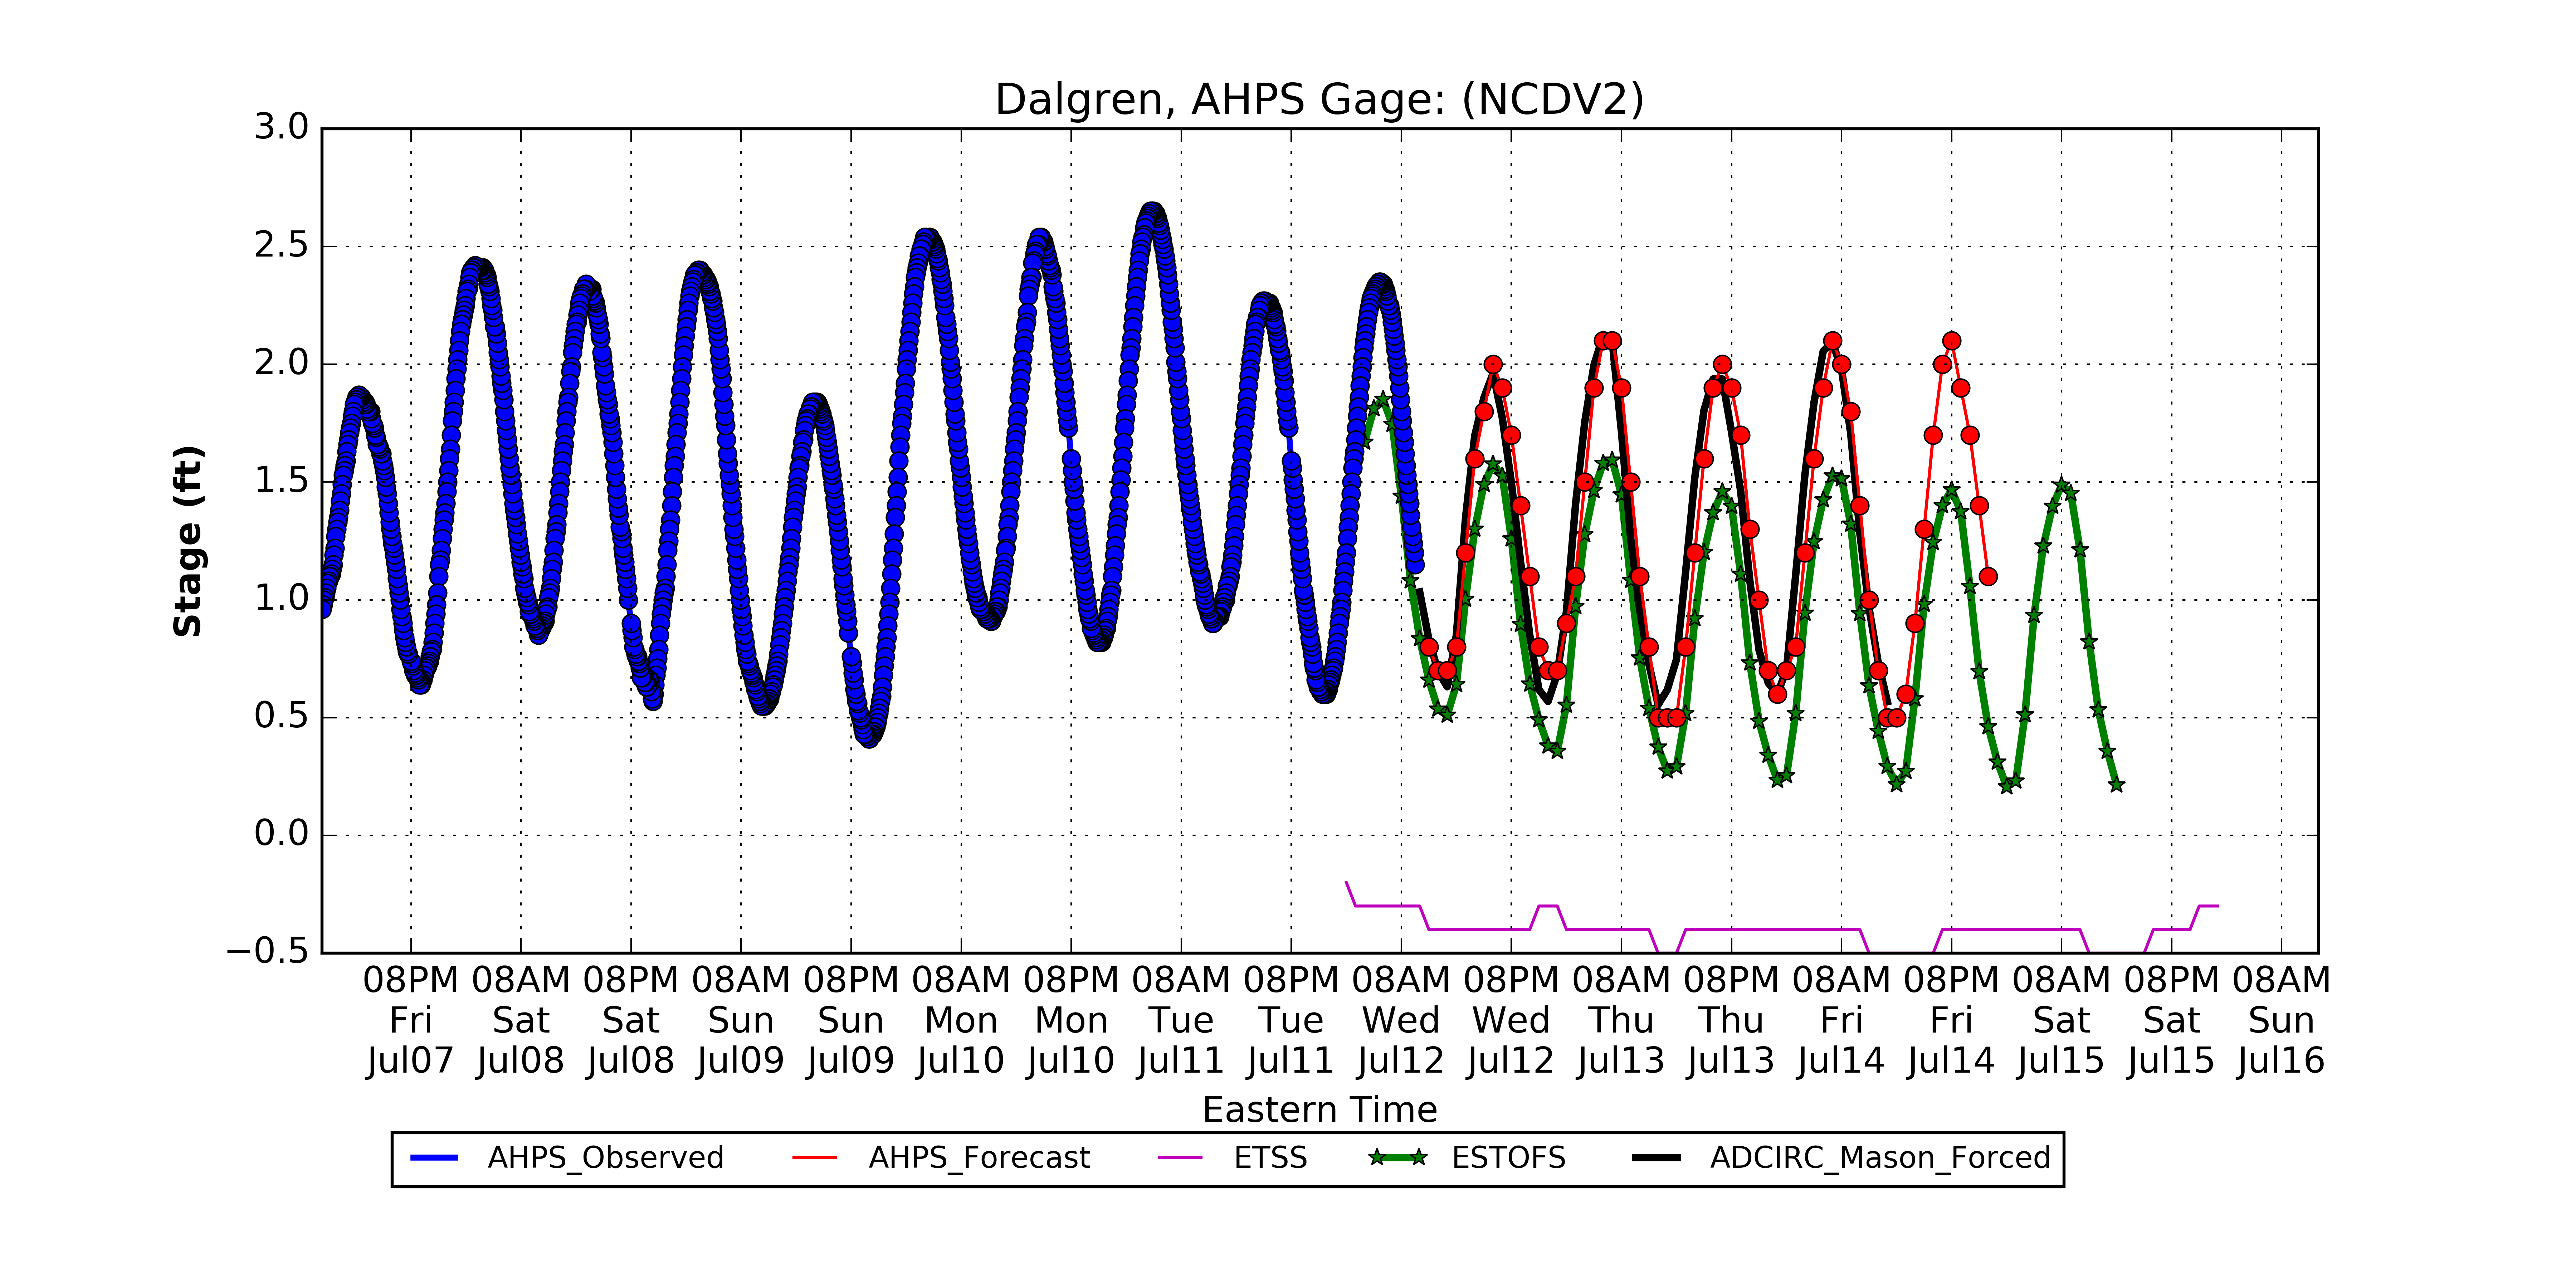 Dalgren, AHPS Gage: (NCDV2)
Stage (ft)
3.0
2.5
2.0
1.5
1.0
0.5
0.0
−0.5
08PM 08AM 08PM 08AM 08PM 08AM 08PM 08AM 08PM 08AM 08PM 08AM 08PM 08AM 08PM 08AM 08PM 08AM
Fri Sat Sat Sun Sun Mon Mon Tue Tue Wed Wed Thu Thu Fri Fri Sat Sat Sun
Jul07 Jul08 Jul08 Jul09 Jul09 Jul10 Jul10 Jul11 Jul11 Jul12 Jul12 Jul13 Jul13 Jul14 Jul14 Jul15 Jul15 Jul16
Eastern Time
AHPS_Observed AHPS_Forecast ETSS ESTOFS ADCIRC_Mason_Forced